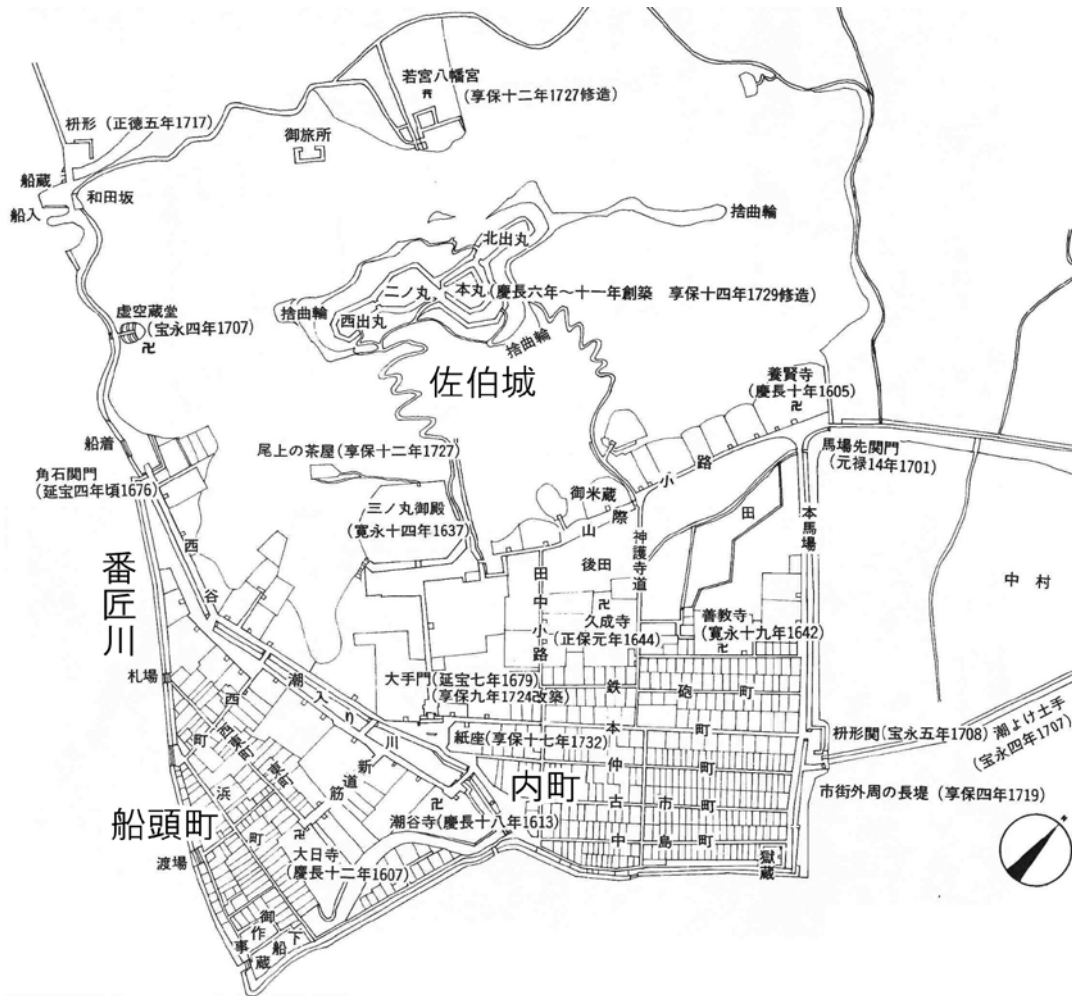 若宮八幡宮
(享保十二年1727修造)
枡形(正徳五年1717)
御旅所
船蔵
和田坂
船入
捨曲輪
北出丸
二ノ丸
本丸(慶長六年～十一年創築 享保十四年1729修造)
捨曲輪
西出丸
捨曲輪
虚空蔵堂
(宝永四年1707)
佐伯城
養賢寺
(慶長十年1605)
船着
尾上の茶屋(享保十二年1727)
馬場先関門
(元禄14年1701)
角石関門
(延宝四年頃1676)
三ノ丸御殿
(寛永十四年1637)
御米蔵
山際小路
田
本馬場
神護寺道
後田
中村
番匠川
西谷
田中小路
久成寺
(正保元年1644)
善教寺
(寛永十九年1642)
札場
潮入り川
大手門(延宝七年1679)
(享保九年1724改築)
鉄砲町
西町
西奥町
東町
紙座(享保十七年1732)
本町
枡形関(宝永五年1708)
潮よけ土手
(宝永四年1707)
新道筋
内町
仲町
市街外周の長堤(享保四年1719)
浜町
船頭町
潮谷寺(慶長十八年1613)
古市町
中島町
渡場
大日寺
(慶長十二年1607)
獄蔵
御作事
船下蔵